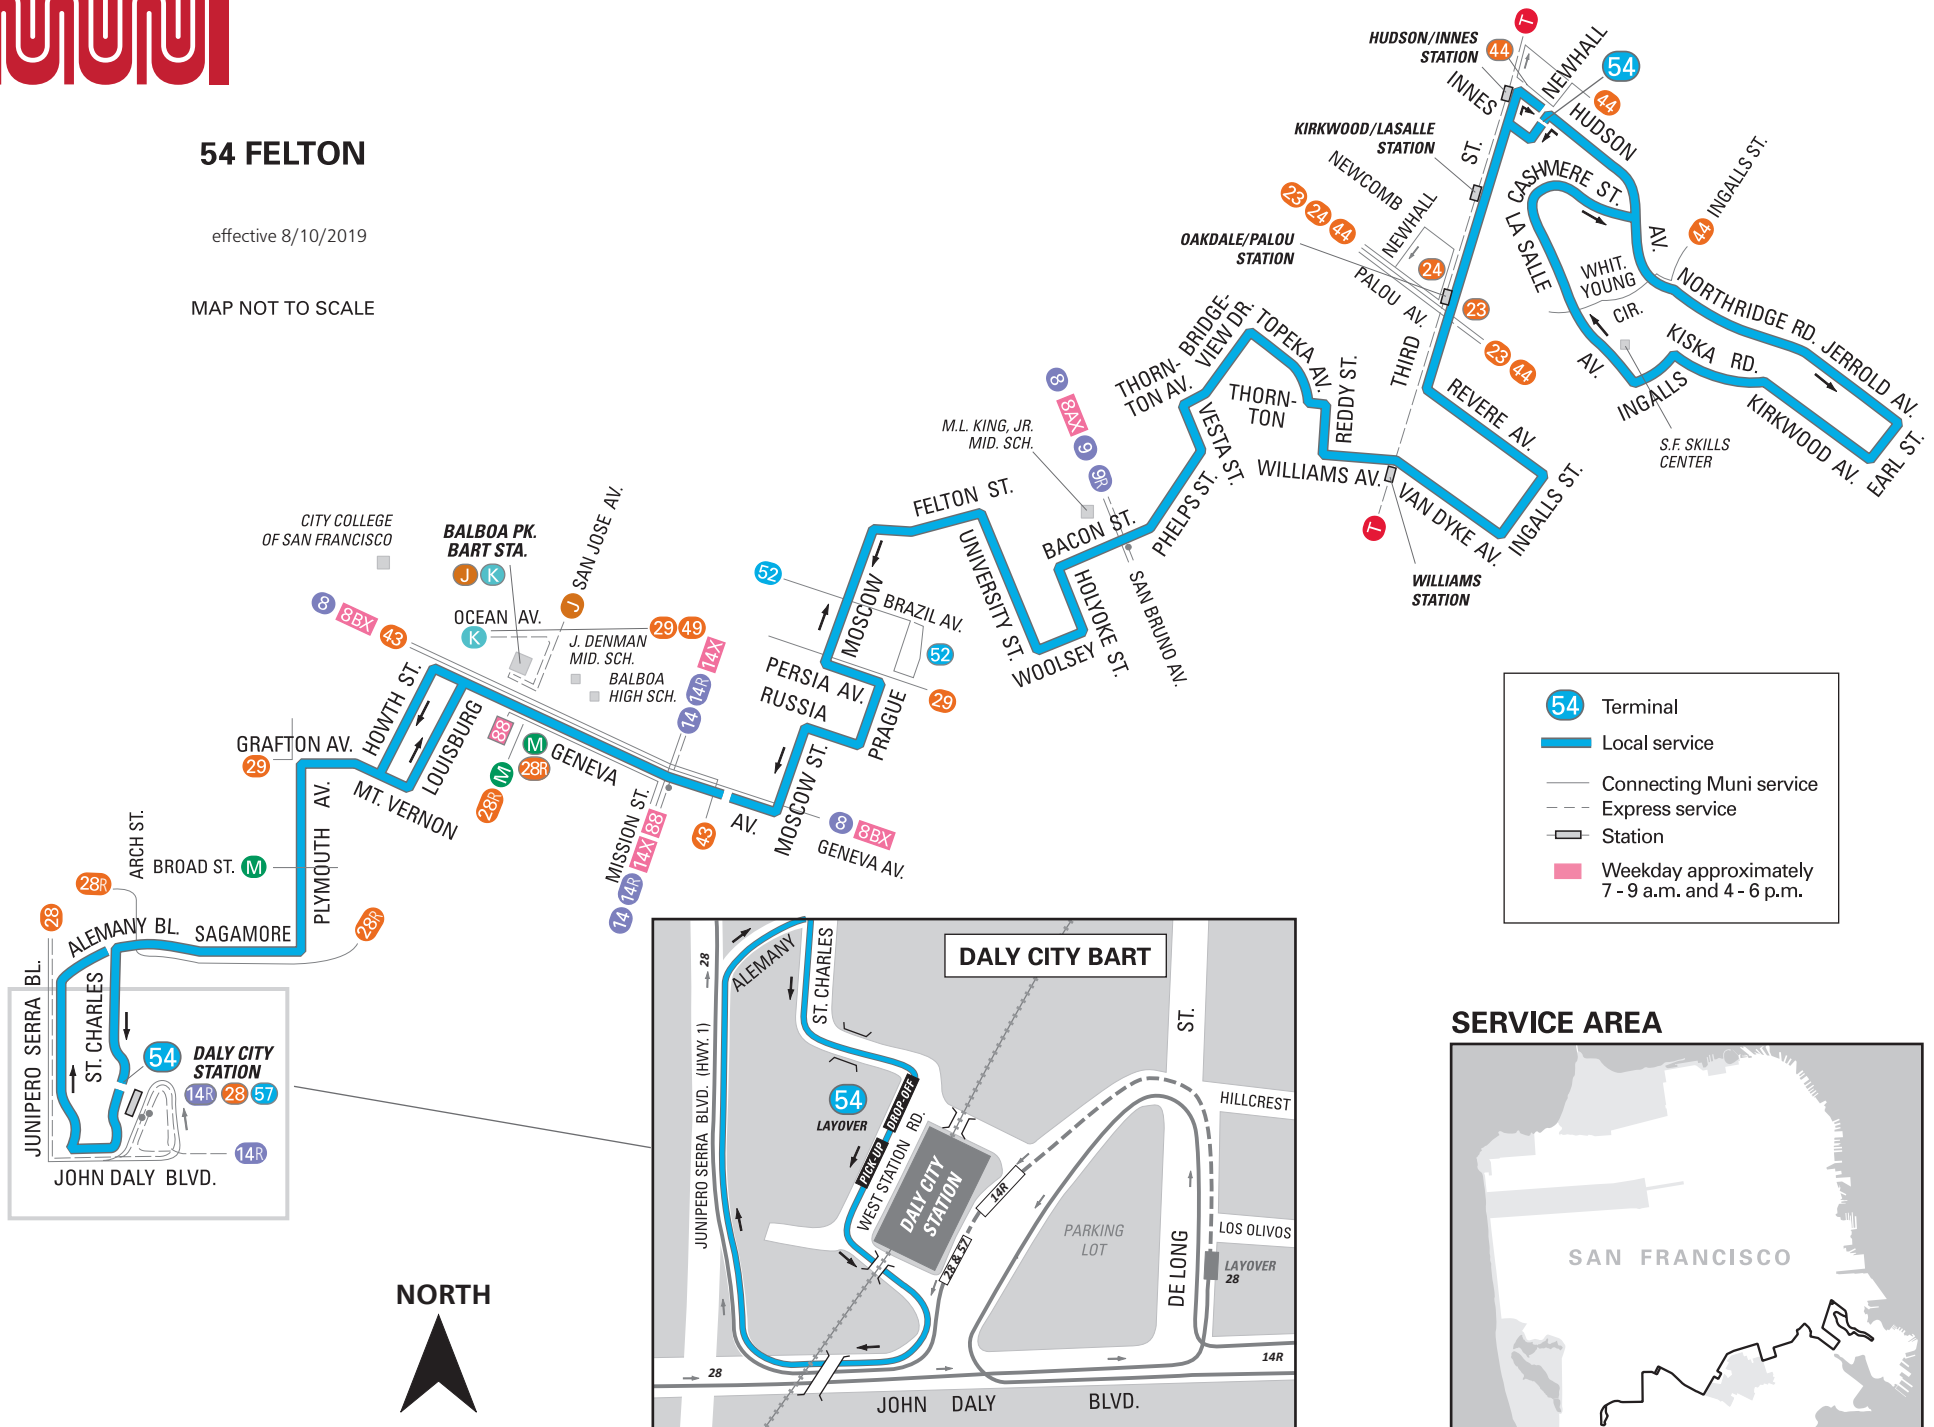 54 FELTON
effective 8/10/2019
MAP NOT TO SCALE
HUDSON/INNES
STATION
44
T
NEWHALL
54
INNES
44
HUDSON
KIRKWOOD/LASALLE
STATION
ST.
CASHMERE ST.
INGALLS ST.
44
NEWCOMB
23
24
44
NEWHALL
LA SALLE
AV.
OAKDALE/PALOU
STATION
24
PALOU AV.
WHIT.
YOUNG
CIR.
NORTHRIDGE RD.
JERROLD AV.
23
23
44
THIRD
KISKA RD.
AV.
INGALLS
KIRKWOOD AV.
EARL ST.
S.F. SKILLS
CENTER
BRIDGE-
VIEW DR.
TOPEKA AV.
THORN-
TON AV.
THORN-
TON
REDDY ST.
REVERE AV.
VESTA ST.
WILLIAMS AV.
VAN DYKE AV.
INGALLS ST.
T
WILLIAMS
STATION
8
8AX
9
9R
M.L. KING, JR.
MID. SCH.
PHELPS ST.
BACON ST.
FELTON ST.
UNIVERSITY ST.
HOLYOKE ST.
WOOLSEY
SAN BRUNO AV.
CITY COLLEGE
OF SAN FRANCISCO
BALBOA PK.
BART STA.
J
K
SAN JOSE AV.
J
OCEAN AV.
K
29
49
J. DENMAN
MID. SCH.
BALBOA
HIGH SCH.
8
8BX
43
14
14R
14X
52
MOSCOW
BRAZIL AV.
52
PERSIA AV.
RUSSIA
29
PRAGUE
MOSCOW ST.
HOWTH ST.
LOUISBURG
88
M
28R
M
28R
GENEVA
AV.
MISSION ST.
14
14R
14X
88
43
8
8BX
GENEVA AV.
GRAFTON AV.
29
MT. VERNON
PLYMOUTH AV.
ARCH ST.
BROAD ST.
M
28R
28
28R
ALEMANY BL.
SAGAMORE
ST. CHARLES
JUNIPERO SERRA BL.
54
DALY CITY
STATION
14R
28
57
14R
JOHN DALY BLVD.
54
Terminal
Local service
Connecting Muni service
Express service
Station
Weekday approximately
7 - 9 a.m. and 4 - 6 p.m.
DALY CITY BART
28
ALEMANY
ST. CHARLES
JUNIPERO SERRA BLVD. (HWY. 1)
54
LAYOVER
DROP-OFF
PICK-UP
WEST STATION RD.
DALY CITY
STATION
14R
28 & 57
PARKING
LOT
ST.
DE LONG
HILLCREST
LOS OLIVOS
LAYOVER
28
14R
28
JOHN DALY BLVD.
NORTH
SERVICE AREA
SAN FRANCISCO